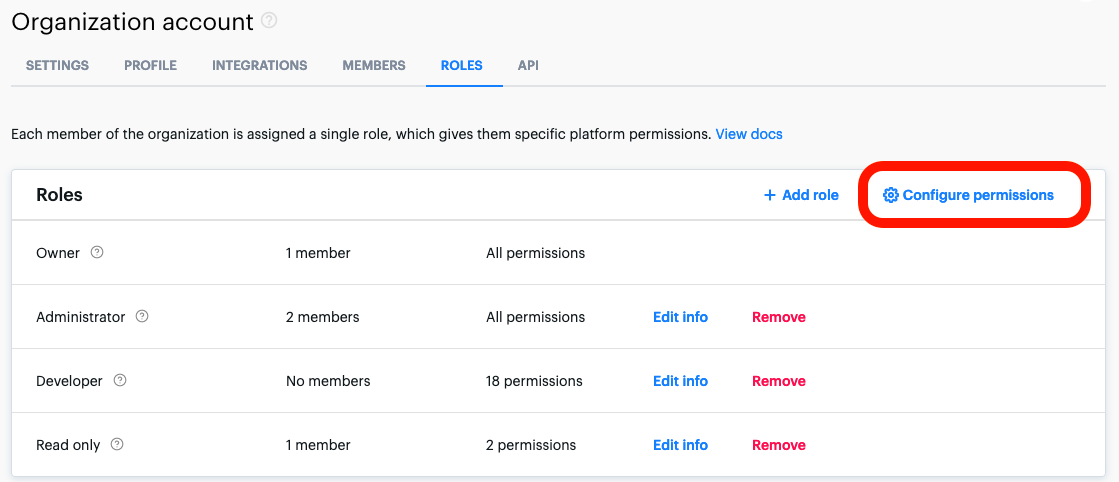 Organization account
SETTINGS PROFILE INTEGRATIONS MEMBERS ROLES API
Each member of the organization is assigned a single role, which gives them specific platform permissions. View docs
Roles + Add role Configure permissions
Owner ? 1 member All permissions
Administrator ? 2 members All permissions Edit info Remove
Developer ? No members 18 permissions Edit info Remove
Read only ? 1 member 2 permissions Edit info Remove